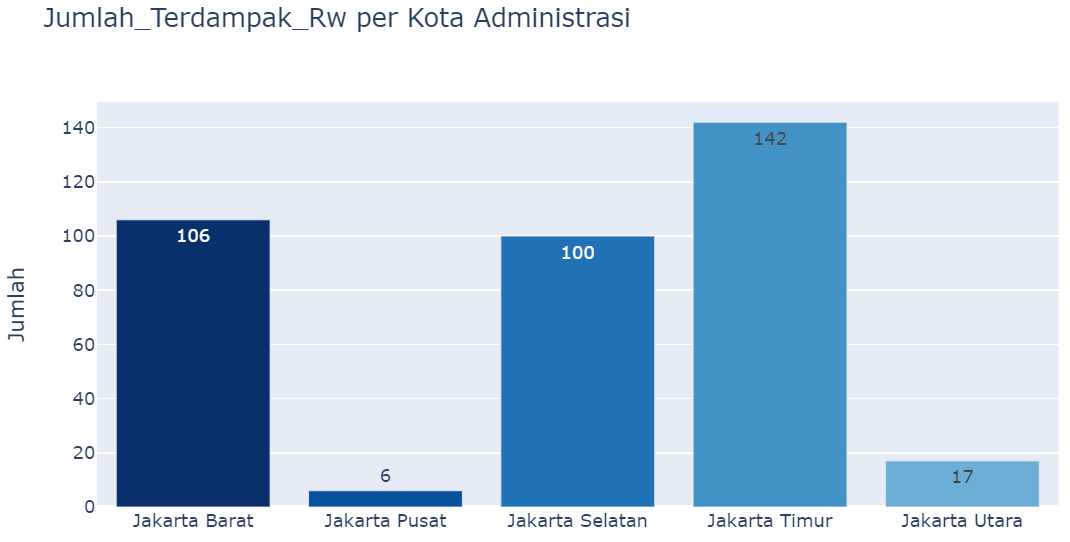 Jumlah_Terdampak_Rw per Kota Administrasi
140
120
100
80
60
40
20
0
Jumlah
106
6
100
142
17
Jakarta Barat
Jakarta Pusat
Jakarta Selatan
Jakarta Timur
Jakarta Utara